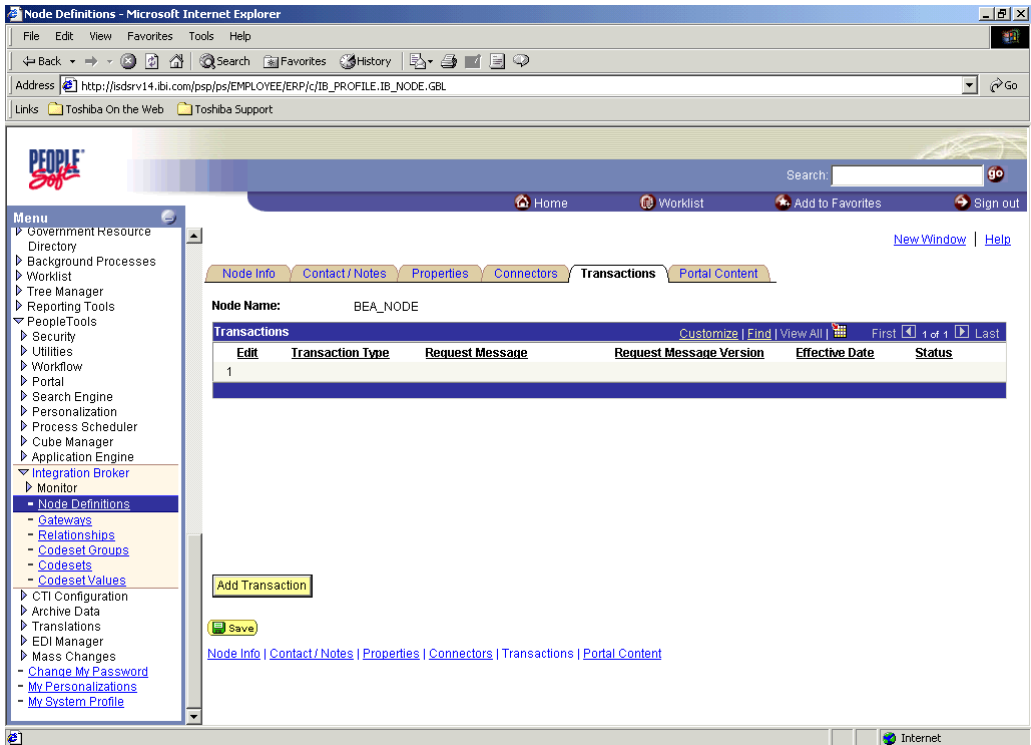 Node Definitions - Microsoft Internet Explorer
File Edit View Favorites Tools Help
Back Search Favorites History
Address http://isdsrv14.ibi.com/psp/ps/EMPLOYEE/ERP/c/IB_PROFILE.IB_NODE.GBL Go
Links Toshiba On the Web Toshiba Support
PEOPLE Soft
Search: go
Home Worklist Add to Favorites Sign out
Menu
Government Resource
Directory
Background Processes
Worklist
Tree Manager
Reporting Tools
PeopleTools
Security
Utilities
Workflow
Portal
Search Engine
Personalization
Process Scheduler
Cube Manager
Application Engine
Integration Broker
Monitor
Node Definitions
Gateways
Relationships
Codeset Groups
Codesets
Codeset Values
CTI Configuration
Archive Data
Translations
EDI Manager
Mass Changes
Change My Password
My Personalizations
My System Profile
New Window | Help
Node Info Contact / Notes Properties Connectors Transactions Portal Content
Node Name: BEA_NODE
Transactions Customize | Find | View All | First 1 of 1 Last
Edit Transaction Type Request Message Request Message Version Effective Date Status
1
Add Transaction
Save
Node Info | Contact / Notes | Properties | Connectors | Transactions | Portal Content
Internet